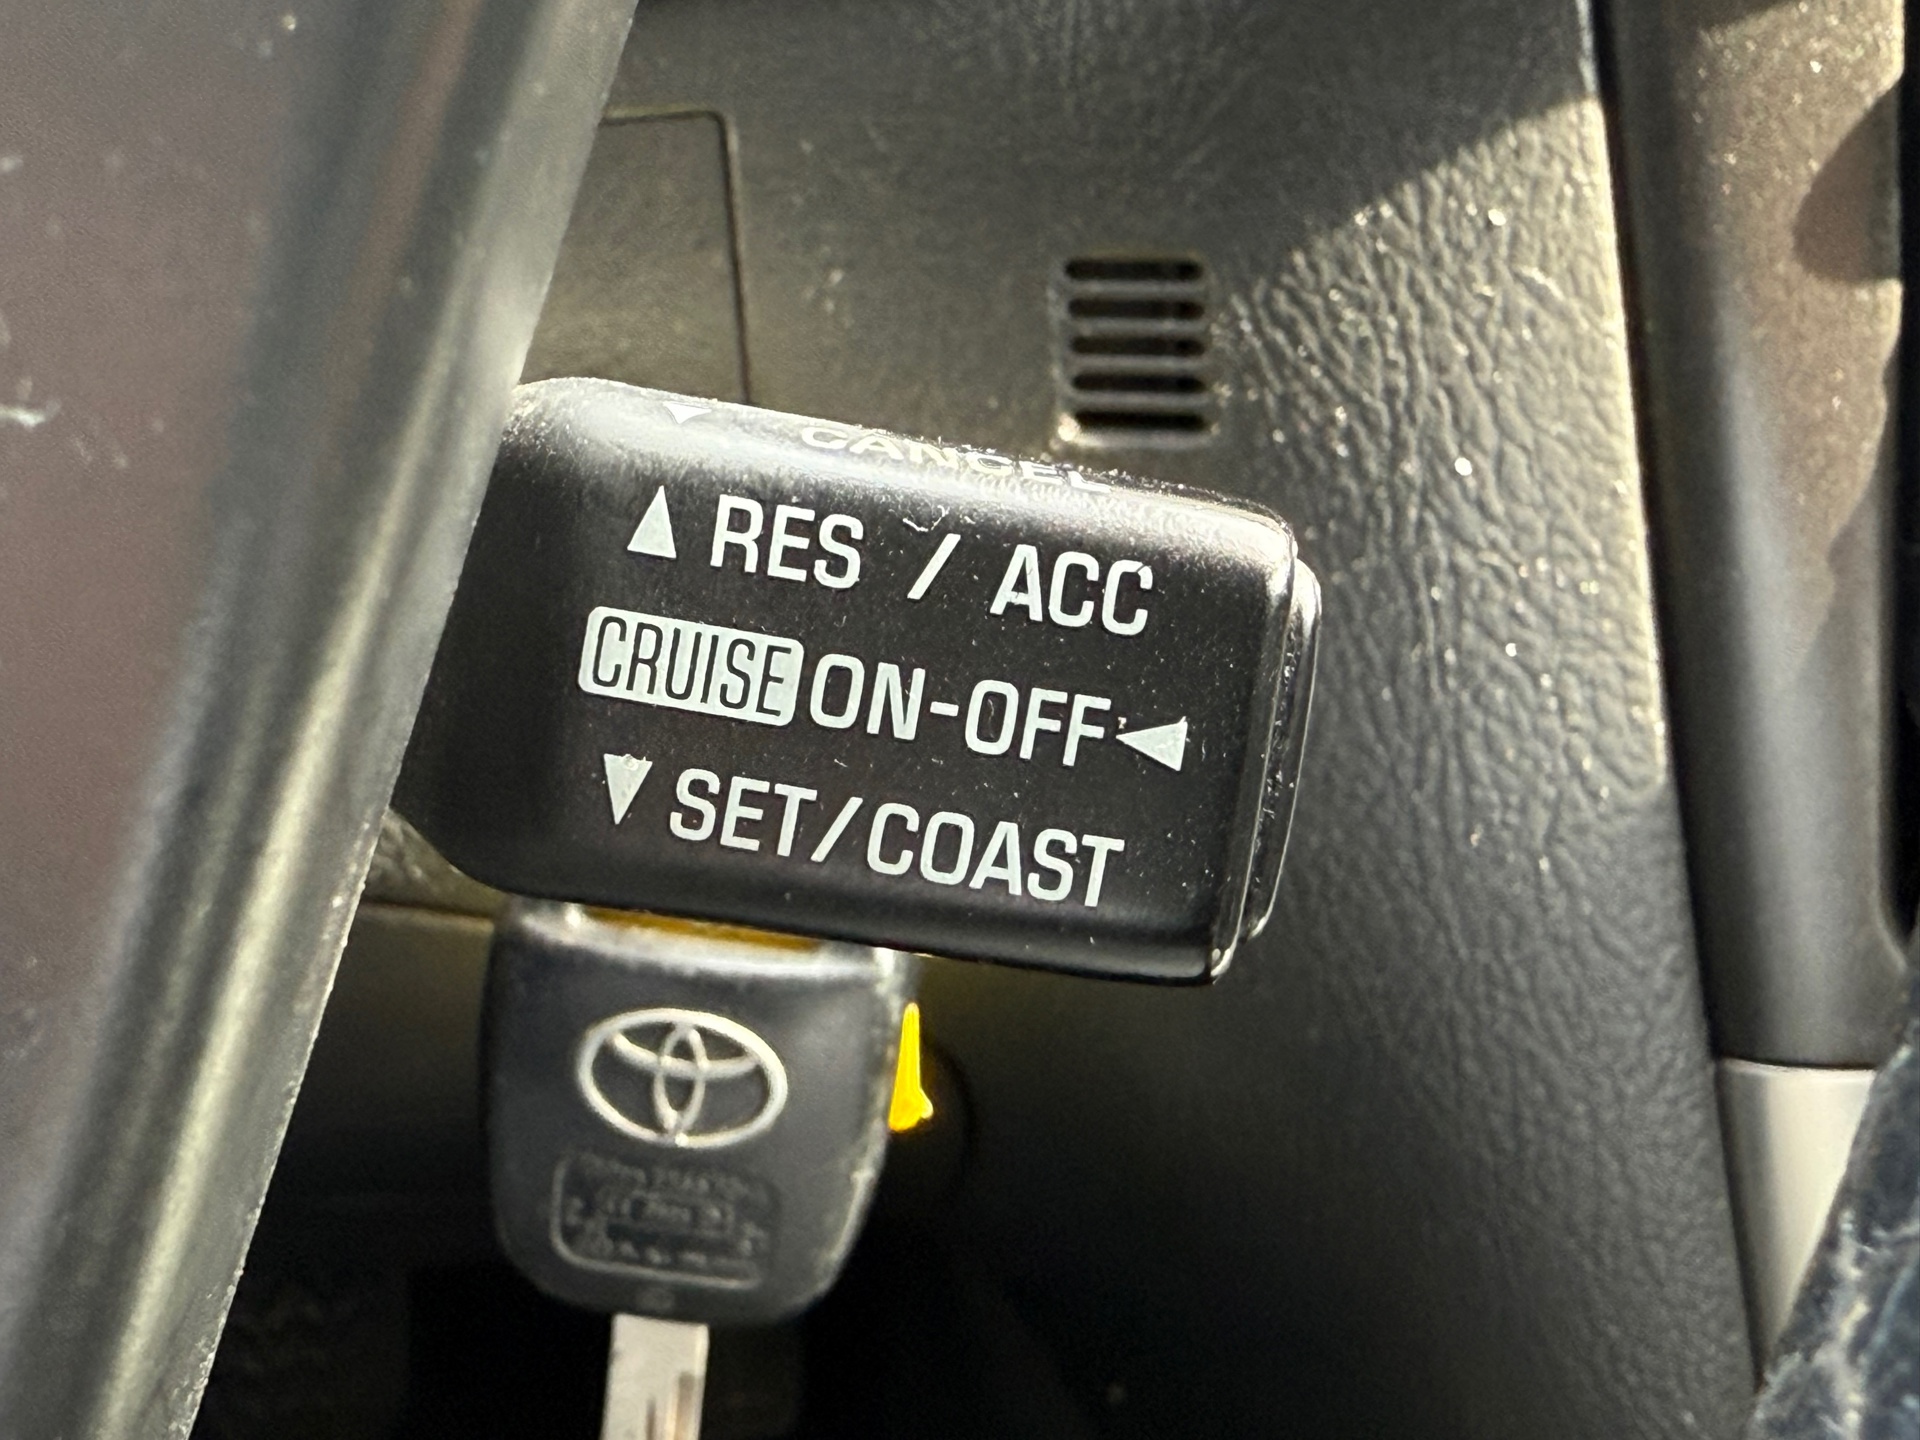 CANCEL
RES / ACC
CRUISE ON-OFF
SET/COAST